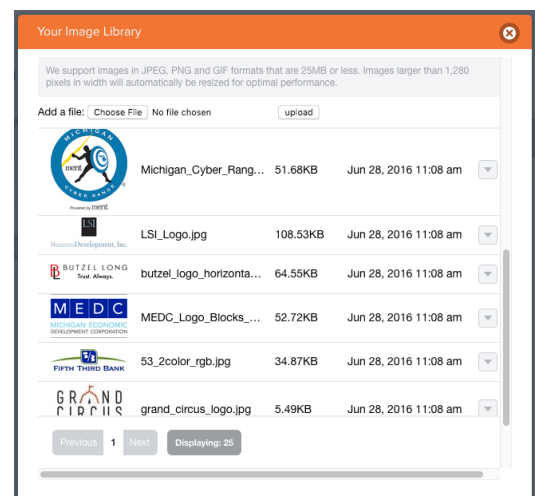 Your Image Library
We support images in JPEG, PNG and GIF formats that are 25MB or less. Images larger than 1,280
pixels in width will automatically be resized for optimal performance.
Add a file: Choose File No file chosen upload
MICHIGAN
merit
CYBER RANGE
Powered by merit
Michigan_Cyber_Rang... 51.68KB Jun 28, 2016 11:08 am
LSI
BusinessDevelopment, Inc.
LSI_Logo.jpg 108.53KB Jun 28, 2016 11:08 am
BUTZEL LONG
Trust. Always.
butzel_logo_horizonta... 64.55KB Jun 28, 2016 11:08 am
MEDC
MICHIGAN ECONOMIC
DEVELOPMENT CORPORATION
MEDC_Logo_Blocks_... 52.72KB Jun 28, 2016 11:08 am
5/3
FIFTH THIRD BANK
53_2color_rgb.jpg 34.87KB Jun 28, 2016 11:08 am
GRAND
CIRCUS
grand_circus_logo.jpg 5.49KB Jun 28, 2016 11:08 am
Previous 1 Next Displaying: 25